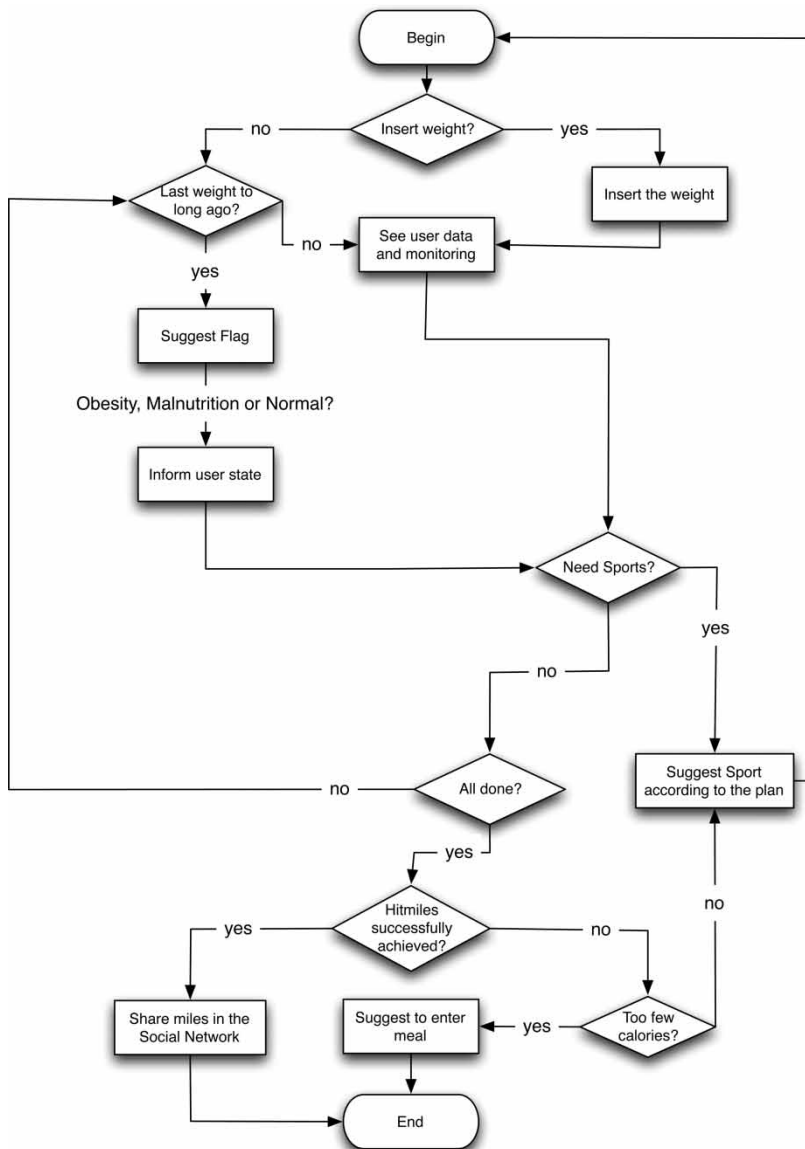 Begin
Insert weight?
no
yes
Last weight to
long ago?
Insert the weight
no
See user data
and monitoring
yes
Suggest Flag
Obesity, Malnutrition or Normal?
Inform user state
Need Sports?
yes
no
Suggest Sport
according to the plan
All done?
no
yes
no
Hitmiles
successfully
achieved?
yes
no
Share miles in the
Social Network
Suggest to enter
meal
yes
Too few
calories?
End